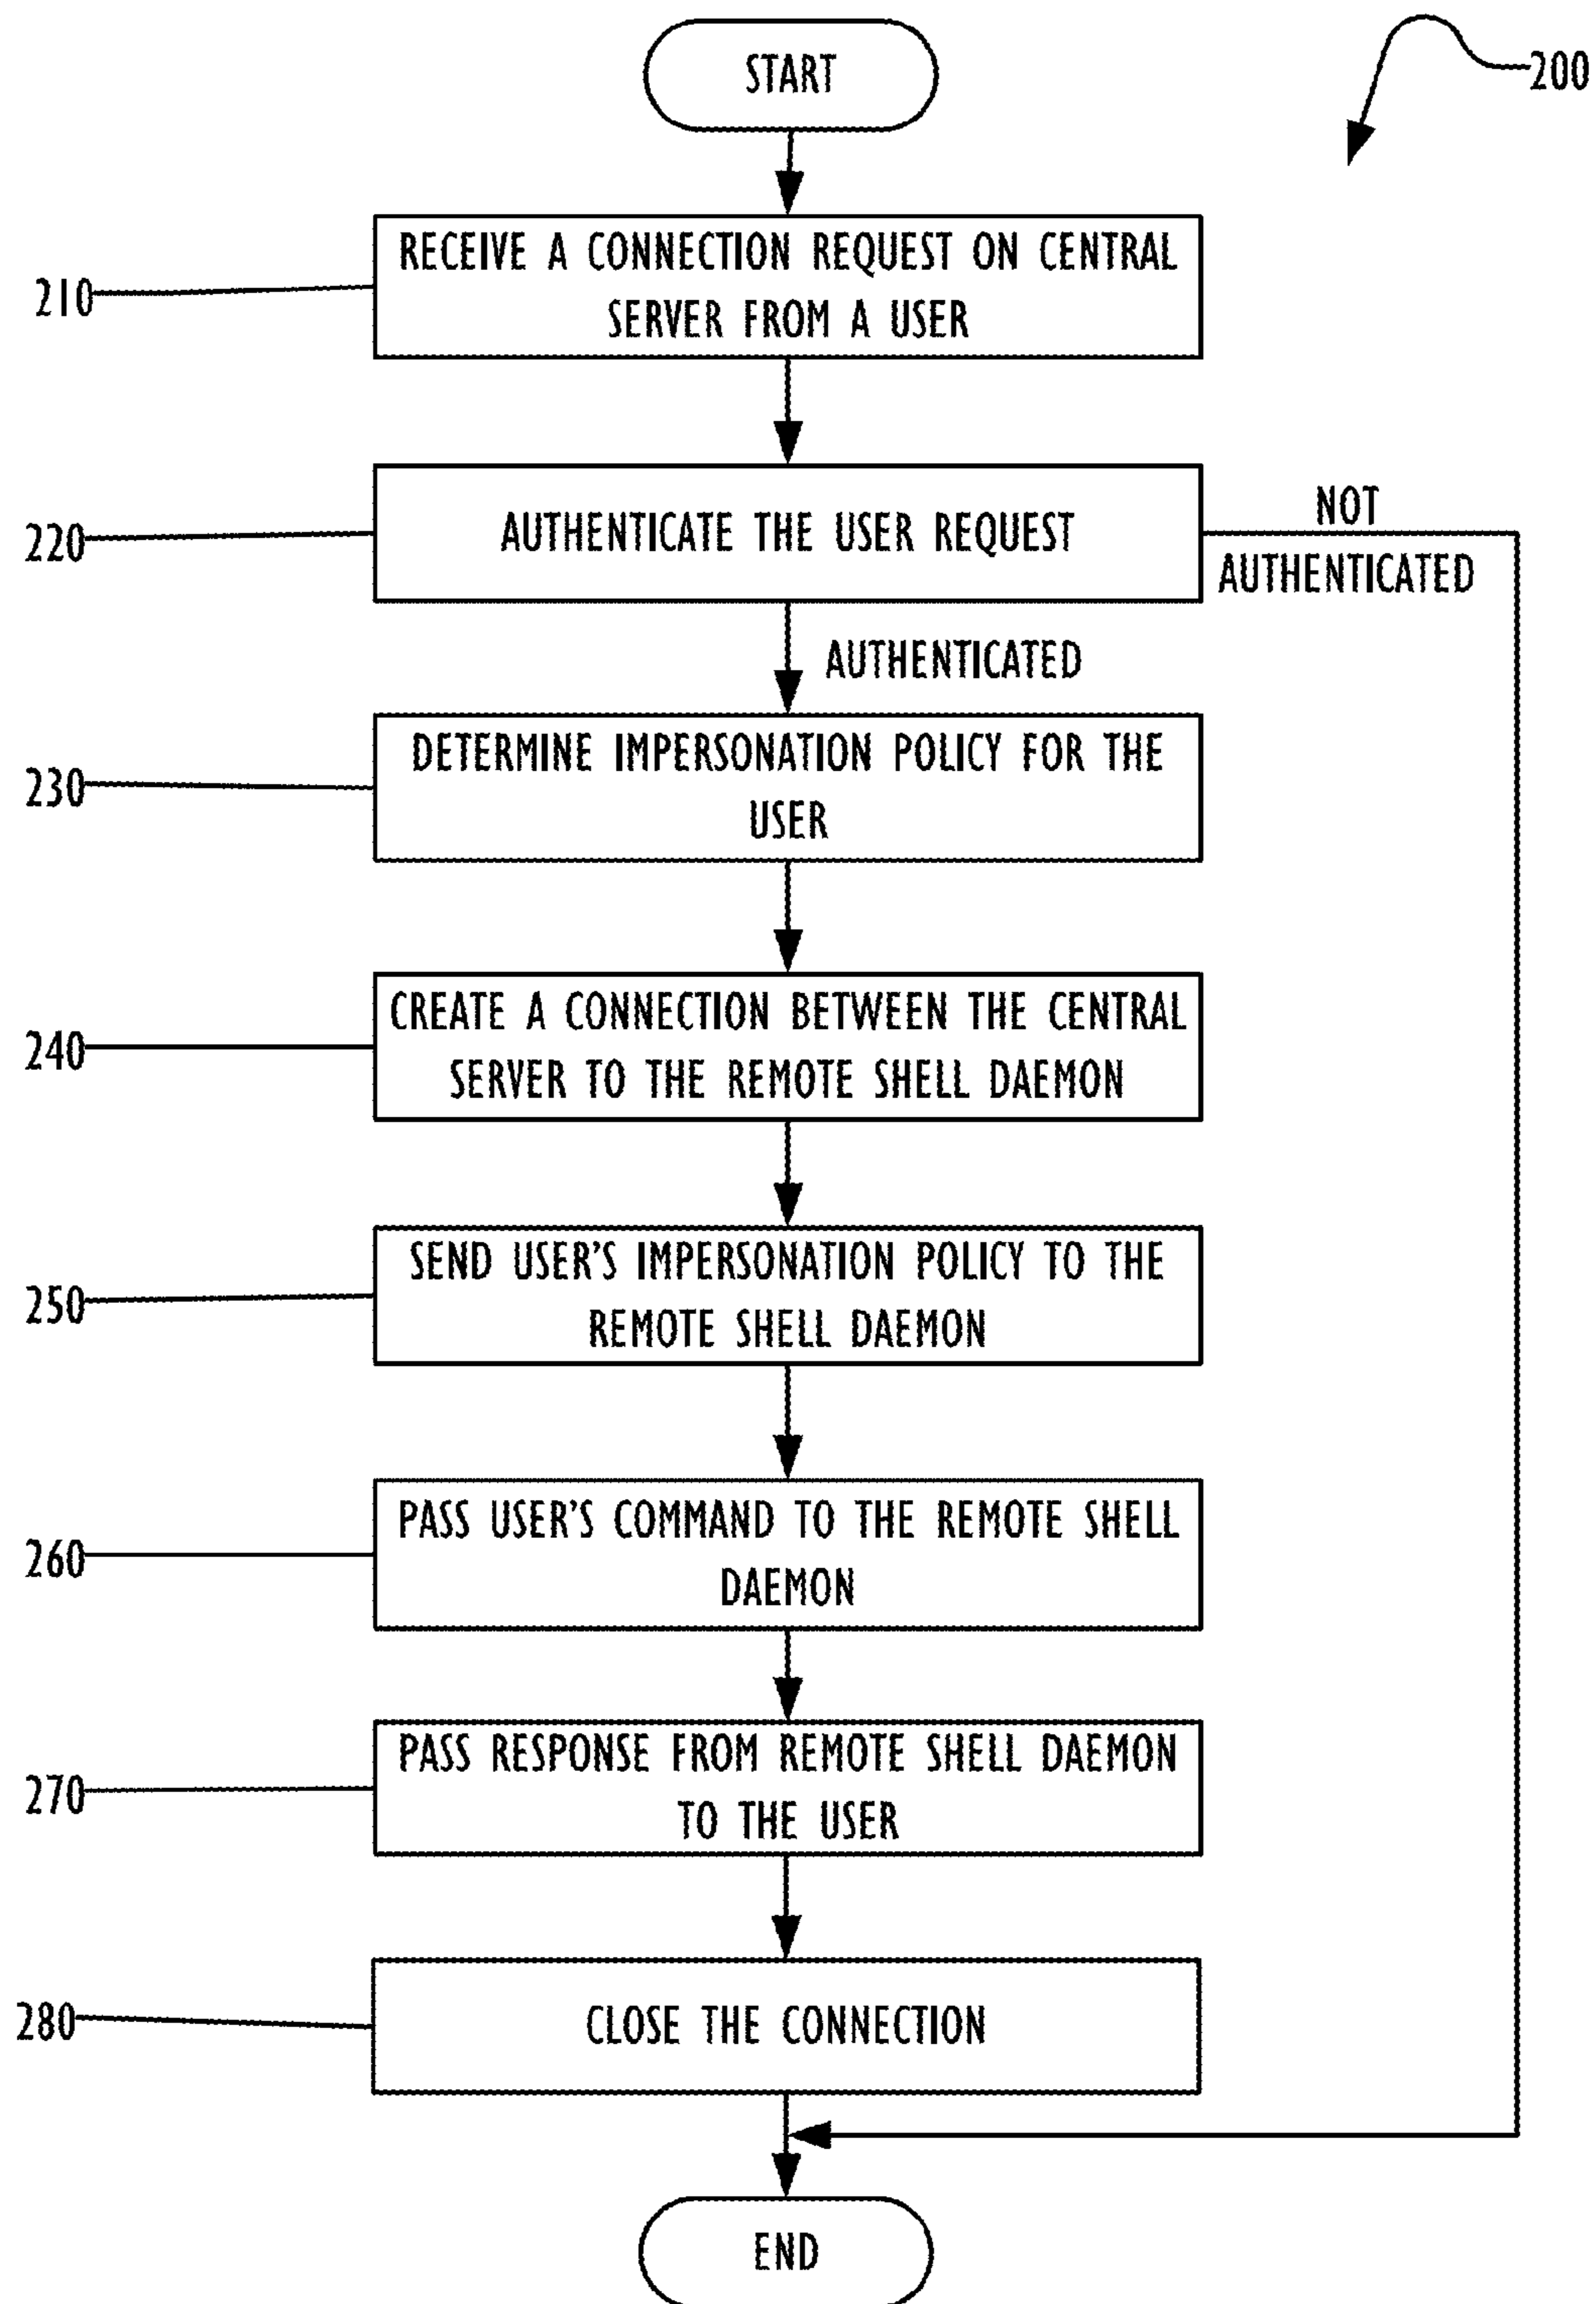 START
200
RECEIVE A CONNECTION REQUEST ON CENTRAL
SERVER FROM A USER
210
AUTHENTICATE THE USER REQUEST
220
NOT
AUTHENTICATED
AUTHENTICATED
DETERMINE IMPERSONATION POLICY FOR THE
USER
230
CREATE A CONNECTION BETWEEN THE CENTRAL
SERVER TO THE REMOTE SHELL DAEMON
240
SEND USER'S IMPERSONATION POLICY TO THE
REMOTE SHELL DAEMON
250
PASS USER'S COMMAND TO THE REMOTE SHELL
DAEMON
260
PASS RESPONSE FROM REMOTE SHELL DAEMON
TO THE USER
270
CLOSE THE CONNECTION
280
END